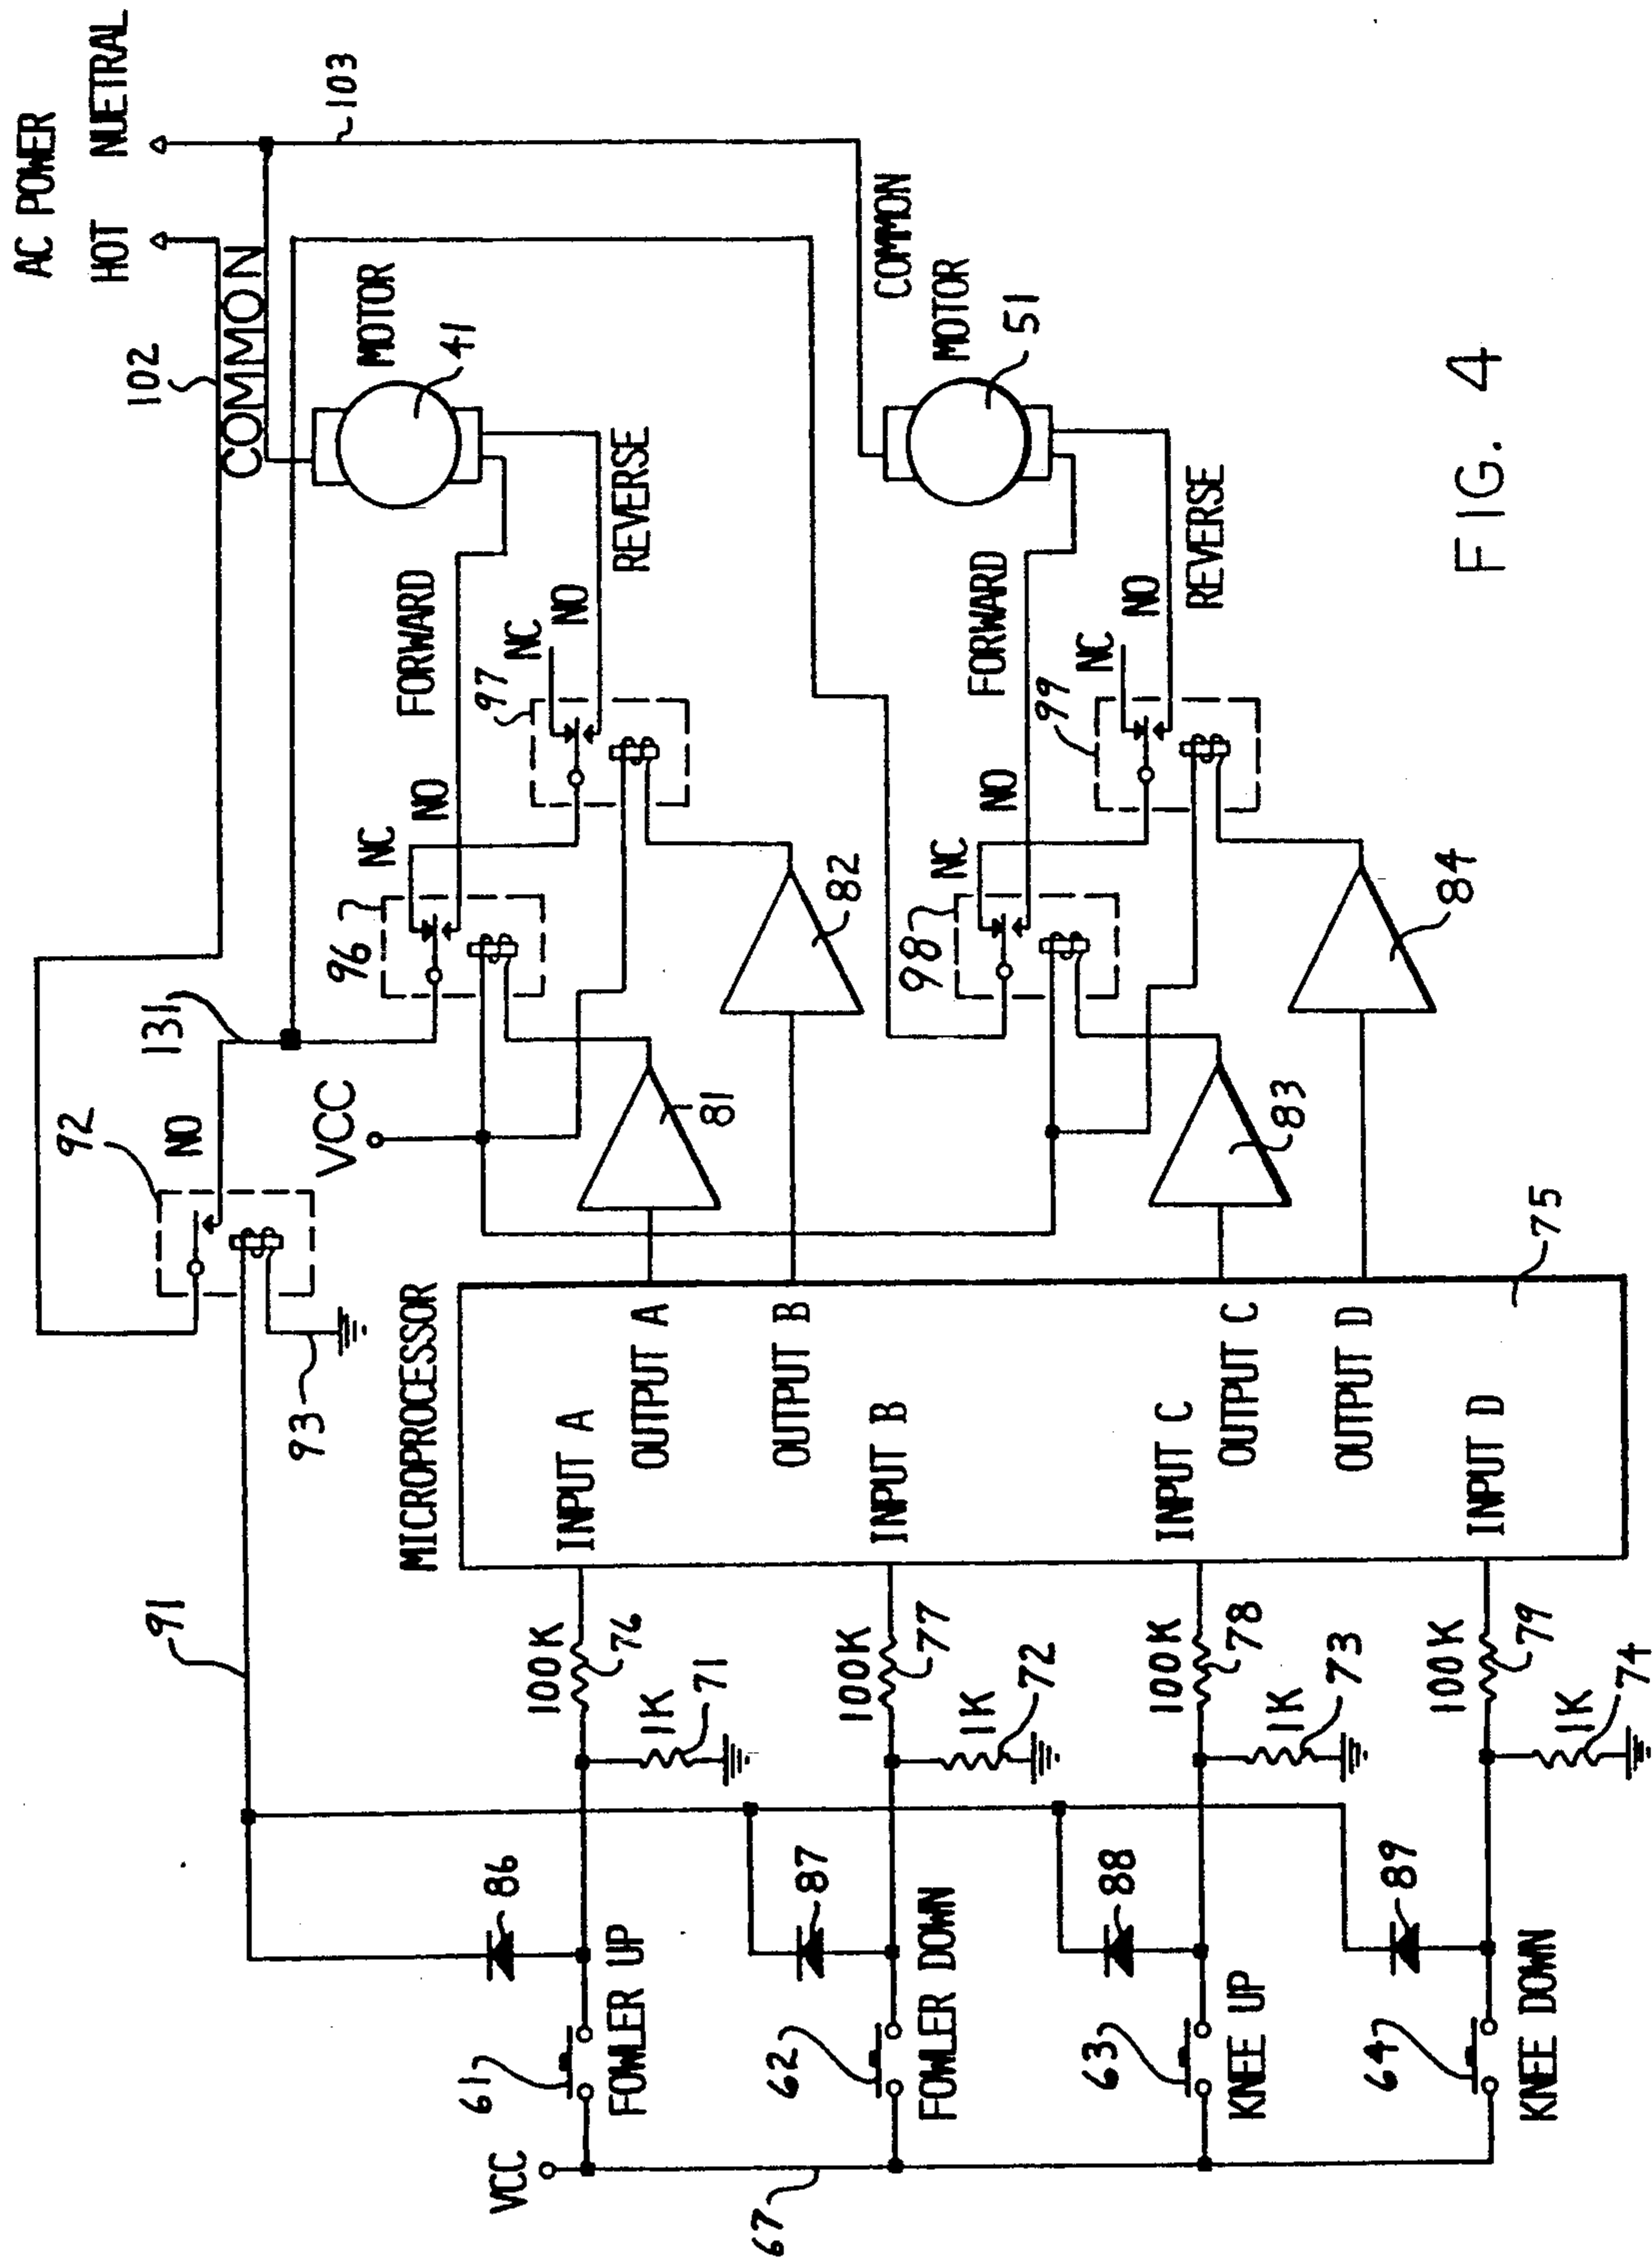 AC POWER
HOT
NUETRAL
102
COMMON
103
131
92
NO
91
93
MOTOR
41
FORWARD
REVERSE
96
NC
NO
97
NC
NO
VCC
81
82
COMMON
MOTOR
51
FORWARD
REVERSE
98
NC
NO
99
NC
NO
83
84
MICROPROCESSOR
INPUT A
OUTPUT A
OUTPUT B
INPUT B
INPUT C
OUTPUT C
OUTPUT D
INPUT D
75
100K
76
1K
71
100K
77
1K
72
100K
78
1K
73
100K
79
1K
74
86
87
88
89
61
FOWLER UP
62
FOWLER DOWN
63
KNEE UP
64
KNEE DOWN
VCC
67
FIG. 4